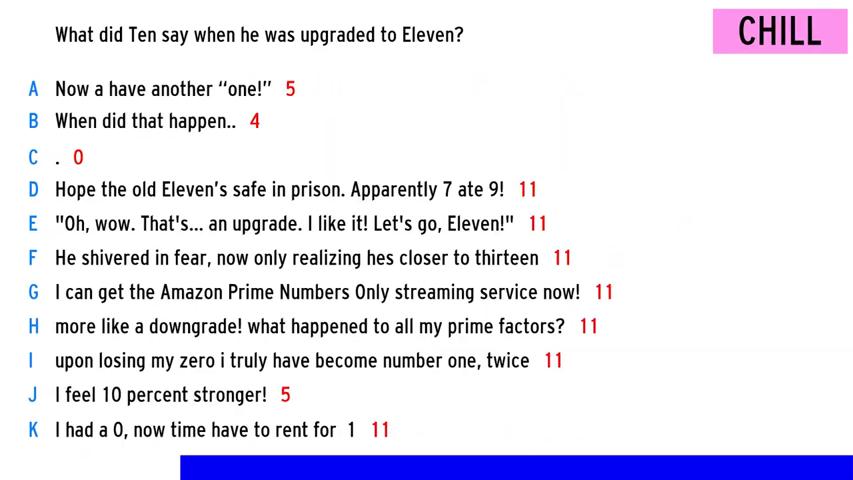 What did Ten say when he was upgraded to Eleven?
CHILL
A Now a have another “one!” 5
B When did that happen.. 4
C . 0
D Hope the old Eleven’s safe in prison. Apparently 7 ate 9! 11
E "Oh, wow. That's... an upgrade. I like it! Let's go, Eleven!" 11
F He shivered in fear, now only realizing hes closer to thirteen 11
G I can get the Amazon Prime Numbers Only streaming service now! 11
H more like a downgrade! what happened to all my prime factors? 11
I upon losing my zero i truly have become number one, twice 11
J I feel 10 percent stronger! 5
K I had a 0, now time have to rent for 1 11